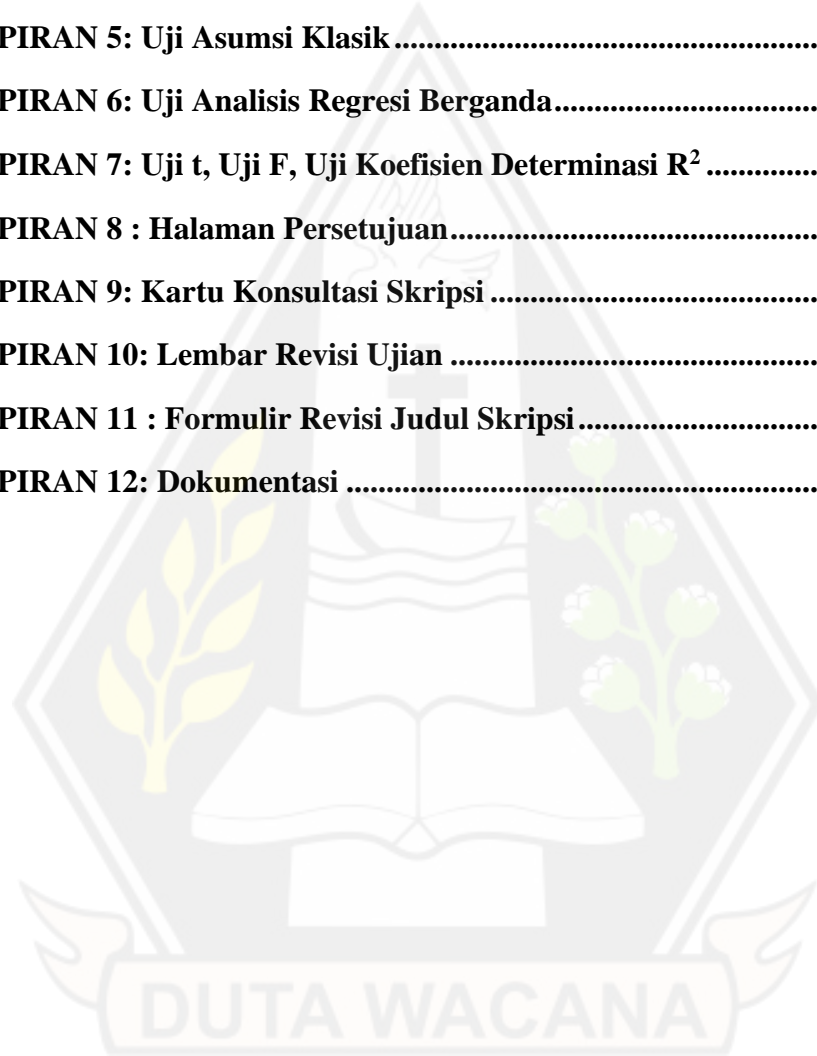 PIRAN 5: Uji Asumsi Klasik ....................................................
PIRAN 6: Uji Analisis Regresi Berganda................................
PIRAN 7: Uji t, Uji F, Uji Koefisien Determinasi R² ..............
PIRAN 8 : Halaman Persetujuan.............................................
PIRAN 9: Kartu Konsultasi Skripsi ........................................
PIRAN 10: Lembar Revisi Ujian .............................................
PIRAN 11 : Formulir Revisi Judul Skripsi.............................
PIRAN 12: Dokumentasi .........................................................
DUTA WACANA